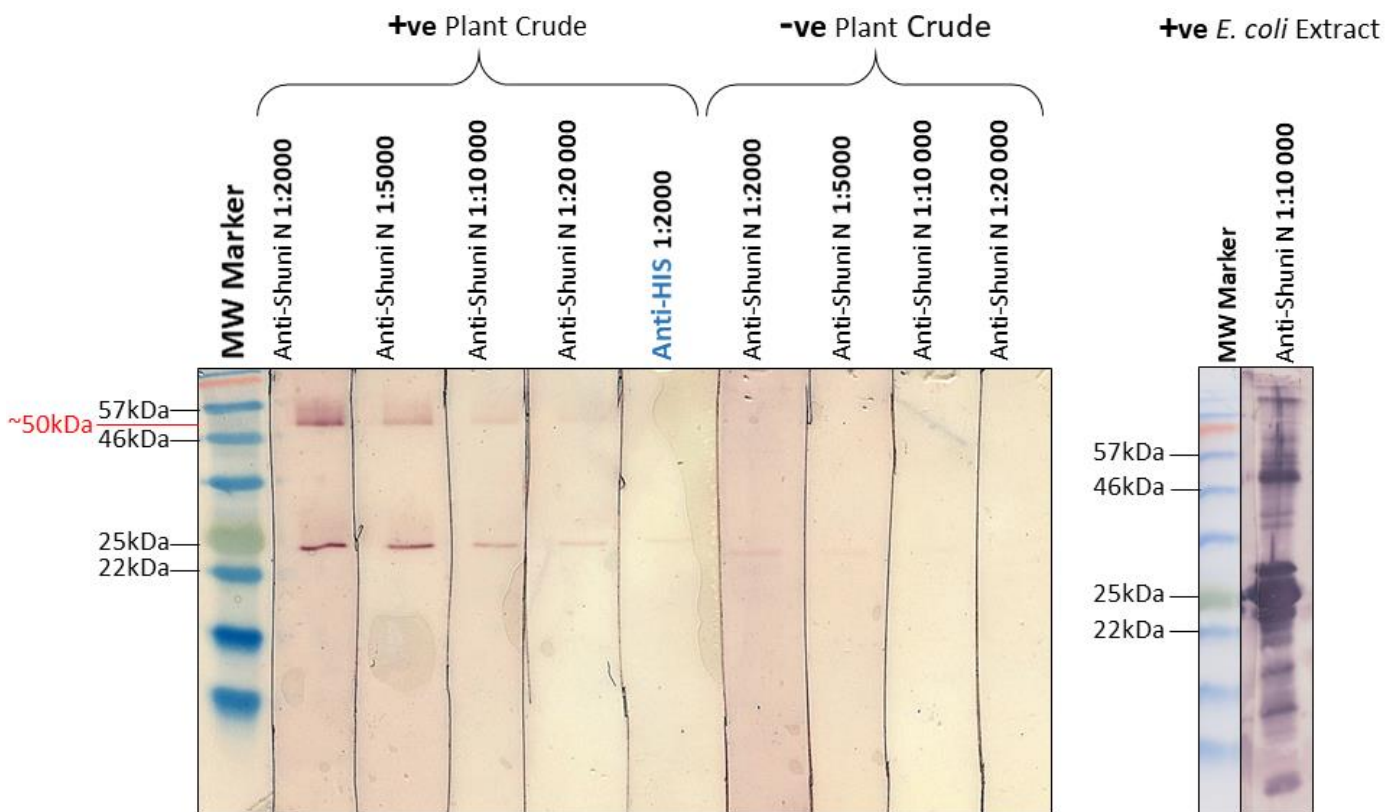 +ve Plant Crude
-ve Plant Crude
+ve E. coli Extract
MW Marker
Anti-Shuni N 1:2000
Anti-Shuni N 1:5000
Anti-Shuni N 1:10 000
Anti-Shuni N 1:20 000
Anti-HIS 1:2000
Anti-Shuni N 1:2000
Anti-Shuni N 1:5000
Anti-Shuni N 1:10 000
Anti-Shuni N 1:20 000
MW Marker
Anti-Shuni N 1:10 000
57kDa
~50kDa
46kDa
25kDa
22kDa
57kDa
46kDa
25kDa
22kDa